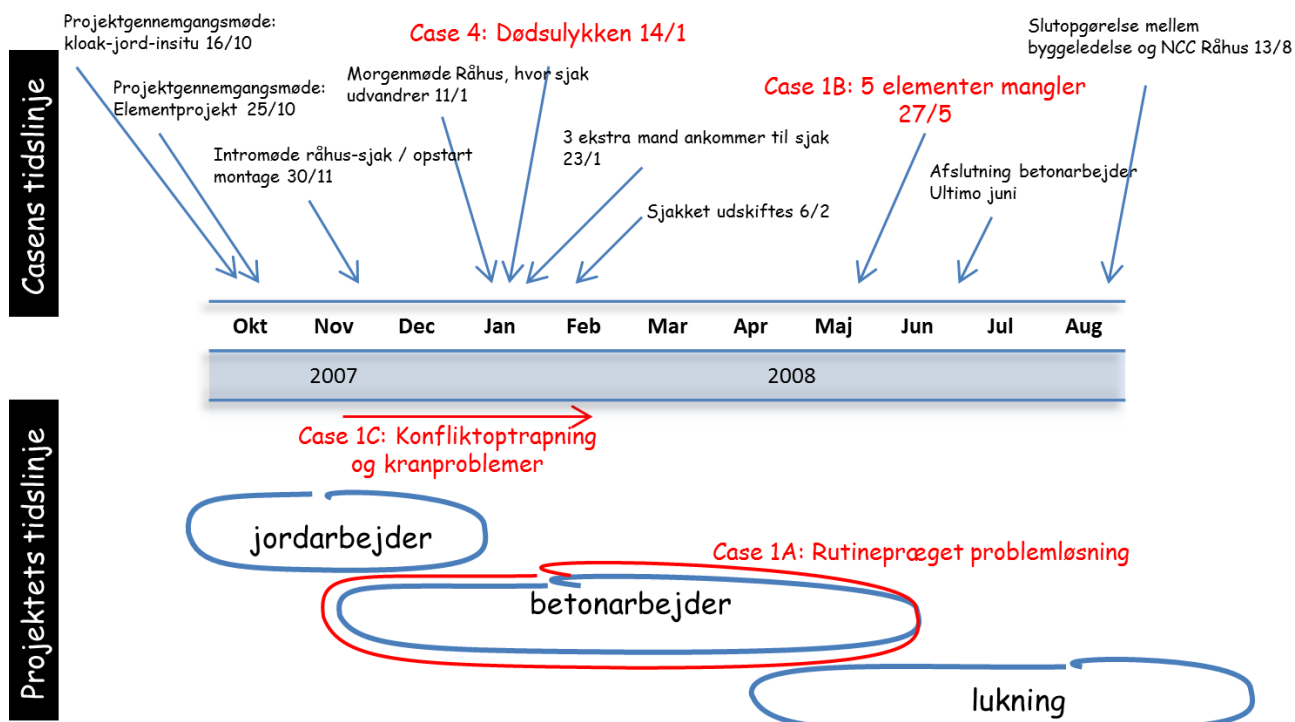 Casens tidslinje
Projektgennemgangsmøde:
kloak-jord-insitu 16/10
Projektgennemgangsmøde:
Elementprojekt 25/10
Intromøde råhus-sjak / opstart
montage 30/11
Case 4: Dødsulykken 14/1
Morgenmøde Råhus, hvor sjak
udvandrer 11/1
3 ekstra mand ankommer til sjak
23/1
Sjakket udskiftes 6/2
Case 1B: 5 elementer mangler
27/5
Afslutning betonarbejder
Ultimo juni
Slutopgørelse mellem
byggeledelse og NCC Råhus 13/8
Okt Nov Dec Jan Feb Mar Apr Maj Jun Jul Aug
2007 2008
Projektets tidslinje
Case 1C: Konfliktoptrapning
og kranproblemer
jordarbejder
Case 1A: Rutinepræget problemløsning
betonarbejder
lukning